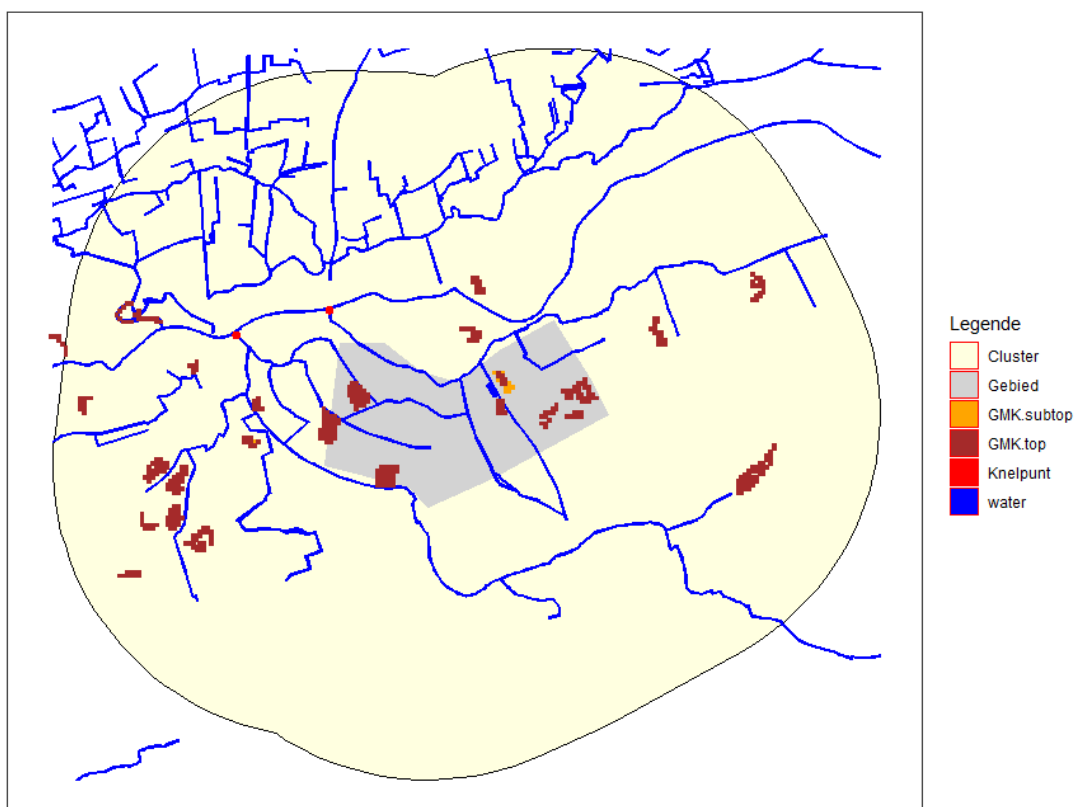 Legende
Cluster
Gebied
GMK.subtop
GMK.top
Knelpunt
water